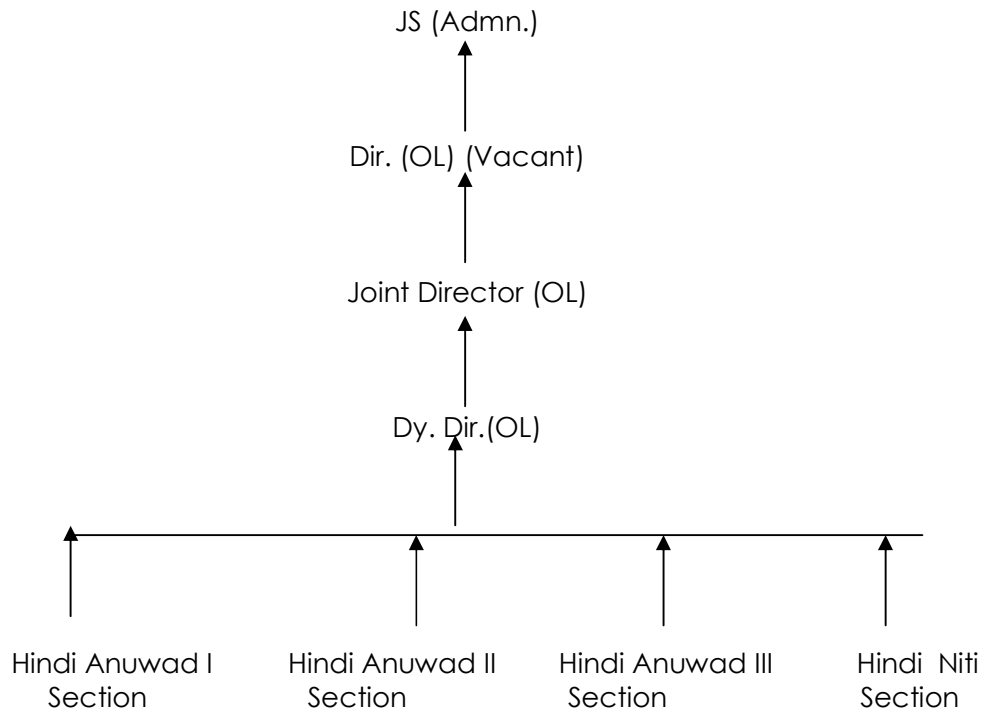 JS (Admn.)
Dir. (OL) (Vacant)
Joint Director (OL)
Dy. Dir.(OL)
Hindi Anuwad I Section
Hindi Anuwad II Section
Hindi Anuwad III Section
Hindi Niti Section